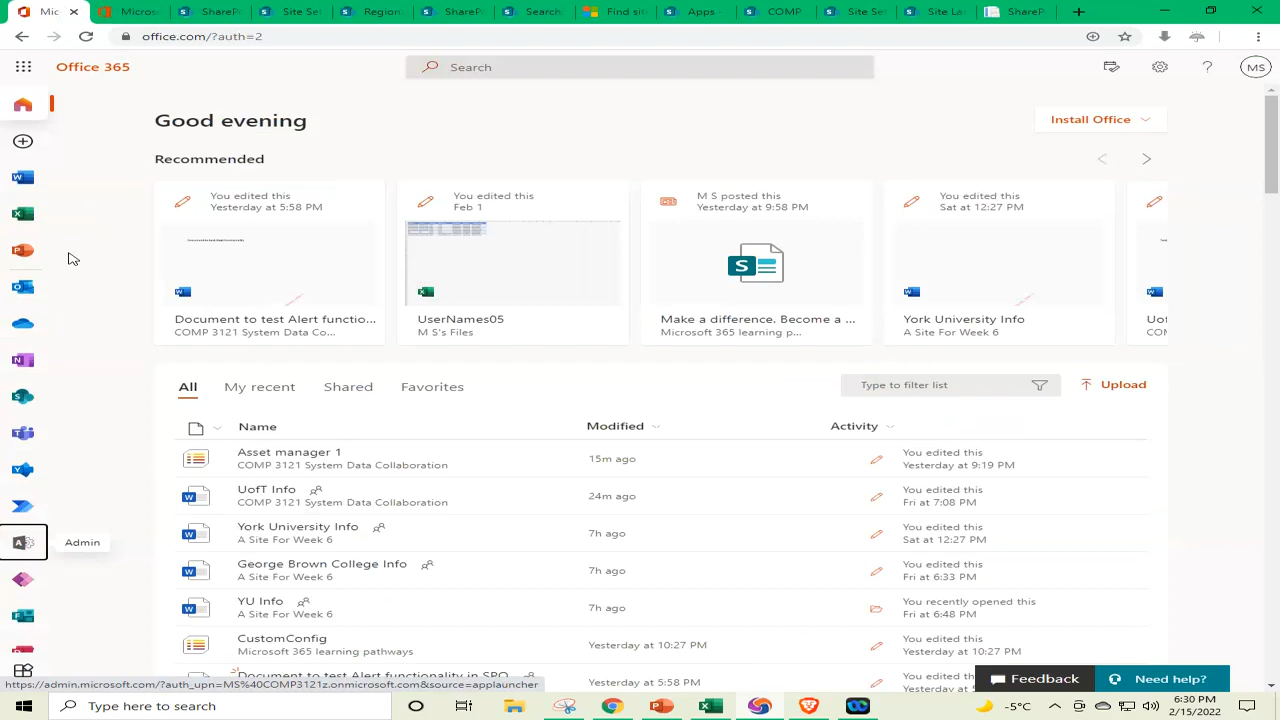 Mic
Micros
SharePo
Site Set
Region
SharePo
Search
Find sit
Apps -
COMP
Site Set
Site La
ShareP
office.com/?auth=2
Office 365
Search
MS
Good evening
Install Office
Recommended
You edited this
Yesterday at 5:58 PM
Document to test Alert functio...
COMP 3121 System Data Co...
You edited this
Feb 1
UserNames05
M S's Files
M S posted this
Yesterday at 9:58 PM
Make a difference. Become a ...
Microsoft 365 learning p...
You edited this
Sat at 12:27 PM
York University Info
A Site For Week 6
Uof
COM
All My recent Shared Favorites
Type to filter list
Upload
Name Modified Activity
Asset manager 1
COMP 3121 System Data Collaboration
15m ago
You edited this
Yesterday at 9:19 PM
UofT Info
COMP 3121 System Data Collaboration
24m ago
You edited this
Fri at 7:08 PM
York University Info
A Site For Week 6
7h ago
You edited this
Sat at 12:27 PM
George Brown College Info
A Site For Week 6
7h ago
You edited this
Fri at 6:33 PM
YU Info
A Site For Week 6
7h ago
You recently opened this
Fri at 6:48 PM
CustomConfig
Microsoft 365 learning pathways
Yesterday at 10:27 PM
You edited this
Yesterday at 10:27 PM
Document to test Alert functionality in SPO
Yesterday at 5:58 PM
You edited this
Admin
Feedback
Need help?
https://admin.microsoft.com/?auth_upn=MS%40COMP3121z.onmicrosoft.com&source=applauncher
Type here to search
-5°C
6:30 PM
2/15/2022